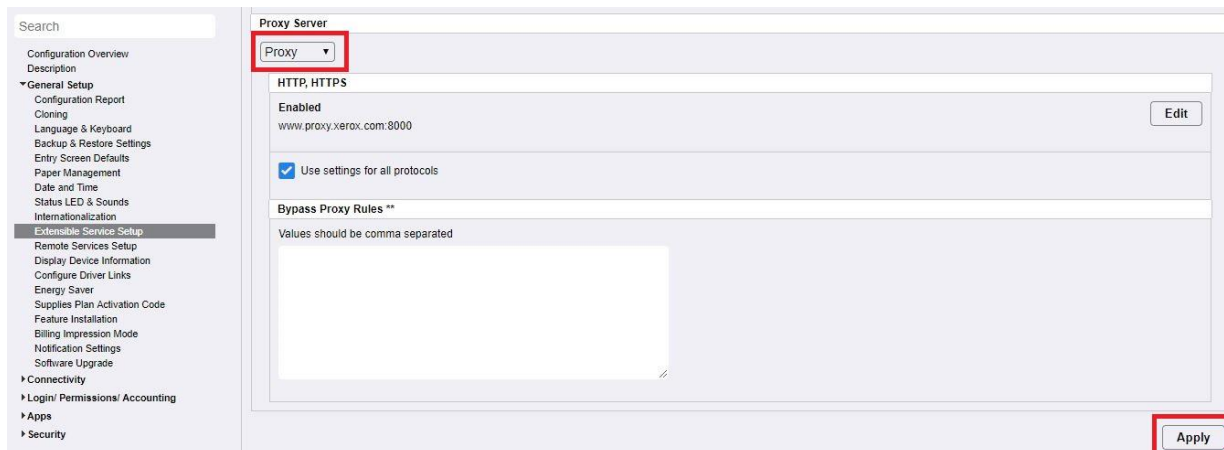 Search
Configuration Overview
Description
General Setup
Configuration Report
Cloning
Language & Keyboard
Backup & Restore Settings
Entry Screen Defaults
Paper Management
Date and Time
Status LED & Sounds
Internationalization
Extensible Service Setup
Remote Services Setup
Display Device Information
Configure Driver Links
Energy Saver
Supplies Plan Activation Code
Feature Installation
Billing Impression Mode
Notification Settings
Software Upgrade
Connectivity
Login/ Permissions/ Accounting
Apps
Security
Proxy Server
Proxy
HTTP, HTTPS
Enabled
www.proxy.xerox.com:8000
Edit
Use settings for all protocols
Bypass Proxy Rules **
Values should be comma separated
Apply